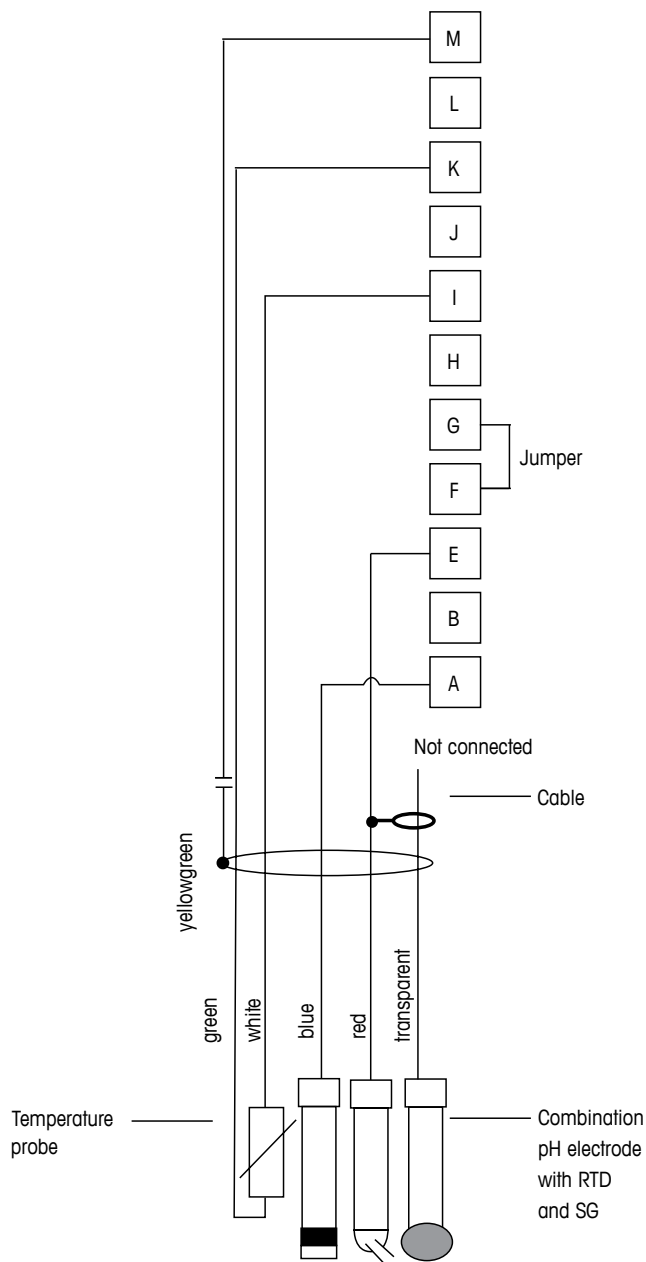 M
L
K
J
I
H
G
Jumper
F
E
B
A
Not connected
Cable
yellowgreen
green
white
blue
red
transparent
Temperature
probe
Combination
pH electrode
with RTD
and SG